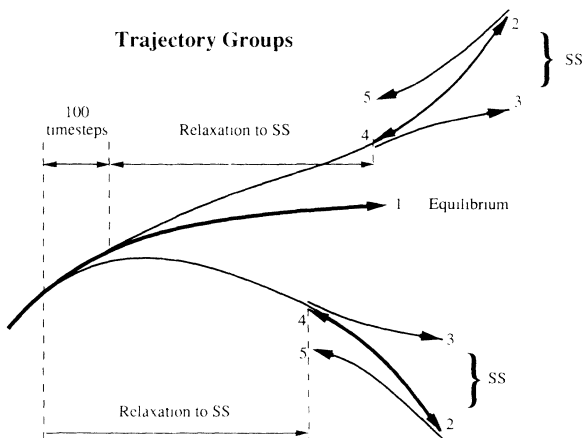 Trajectory Groups
2
SS
5
3
100
timesteps
Relaxation to SS
4
1 Equilibrium
4
3
5
SS
2
Relaxation to SS